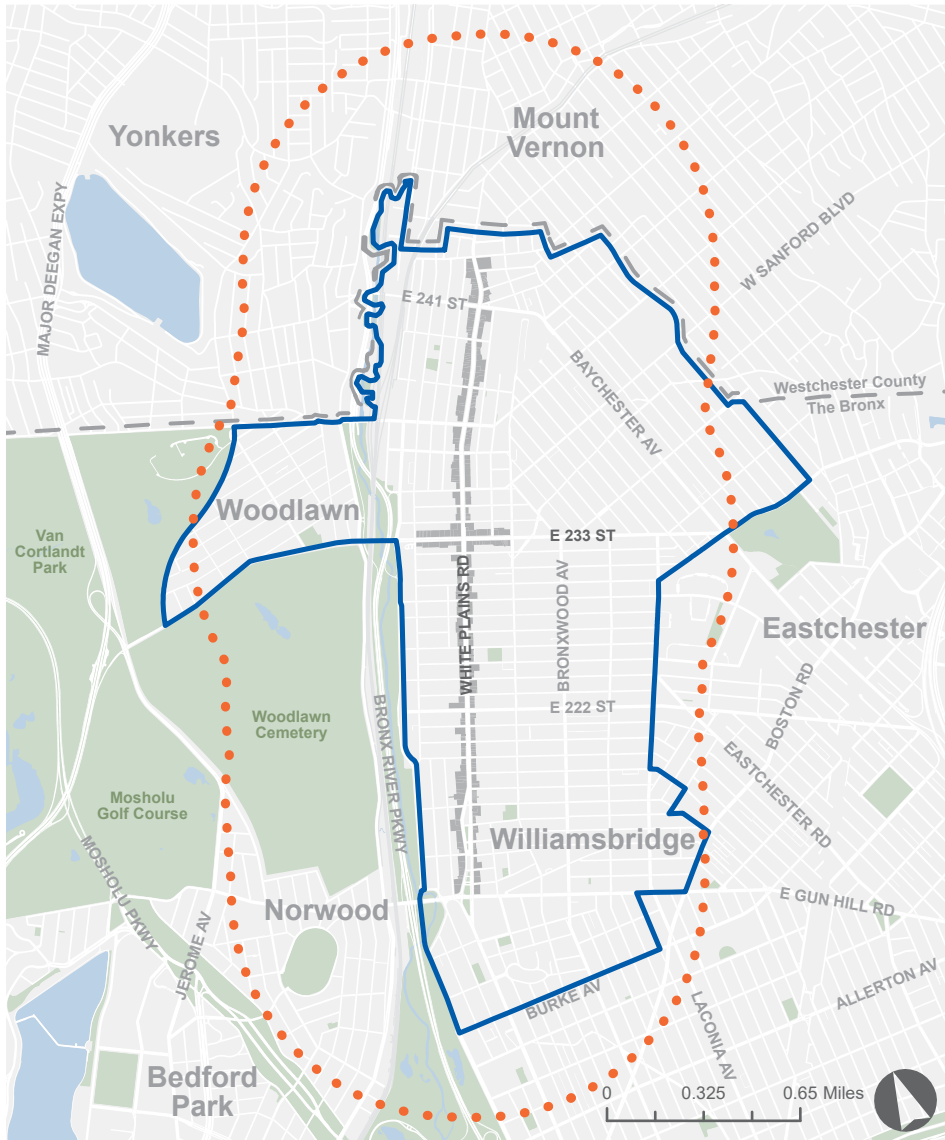 Yonkers
Mount
Vernon
MAJOR DEEGAN EXPY
W SANFORD BLVD
E 241 ST
BAYCHESTER AV
Westchester County
The Bronx
Woodlawn
Van
Cortlandt
Park
E 233 ST
WHITE PLAINS RD
BRONXWOOD AV
Eastchester
E 222 ST
BOSTON RD
Woodlawn
Cemetery
BRONX RIVER PKWY
EASTCHESTER RD
Mosholu
Golf Course
Williamsbridge
MOSHOLU PKWY
Norwood
E GUN HILL RD
JEROME AV
BURKE AV
LACONIA AV
ALLERTON AV
Bedford
Park
0 0.325 0.65 Miles